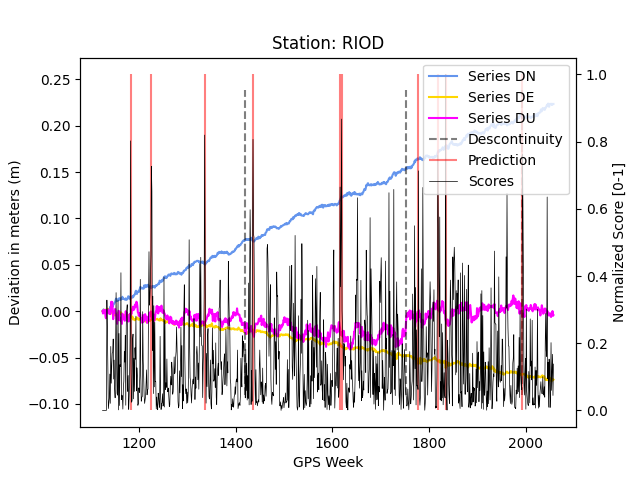 Station: RIOD
Series DN
Series DE
Series DU
Descontinuity
Prediction
Scores
0.25
0.20
0.15
0.10
0.05
0.00
−0.05
−0.10
1.0
0.8
0.6
0.4
0.2
0.0
1200
1400
1600
1800
2000
GPS Week
Deviation in meters (m)
Normalized Score [0-1]